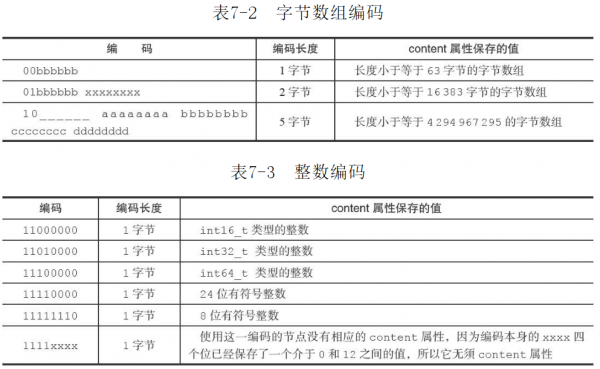 表7-2 字节数组编码
编 码 编码长度 content 属性保存的值
00bbbbbb 1 字节 长度小于等于 63 字节的字节数组
01bbbbbb xxxxxxxx 2 字节 长度小于等于 16 383 字节的字节数组
10______ aaaaaaaa bbbbbbbb
cccccccc dddddddd 5 字节 长度小于等于 4 294 967 295 的字节数组
表7-3 整数编码
编码 编码长度 content 属性保存的值
11000000 1 字节 int16_t 类型的整数
11010000 1 字节 int32_t 类型的整数
11100000 1 字节 int64_t 类型的整数
11110000 1 字节 24 位有符号整数
11111110 1 字节 8 位有符号整数
1111xxxx 1 字节 使用这一编码的节点没有相应的 content 属性，因为编码本身的 xxxx 四
个位已经保存了一个介于 0 和 12 之间的值，所以它无须 content 属性